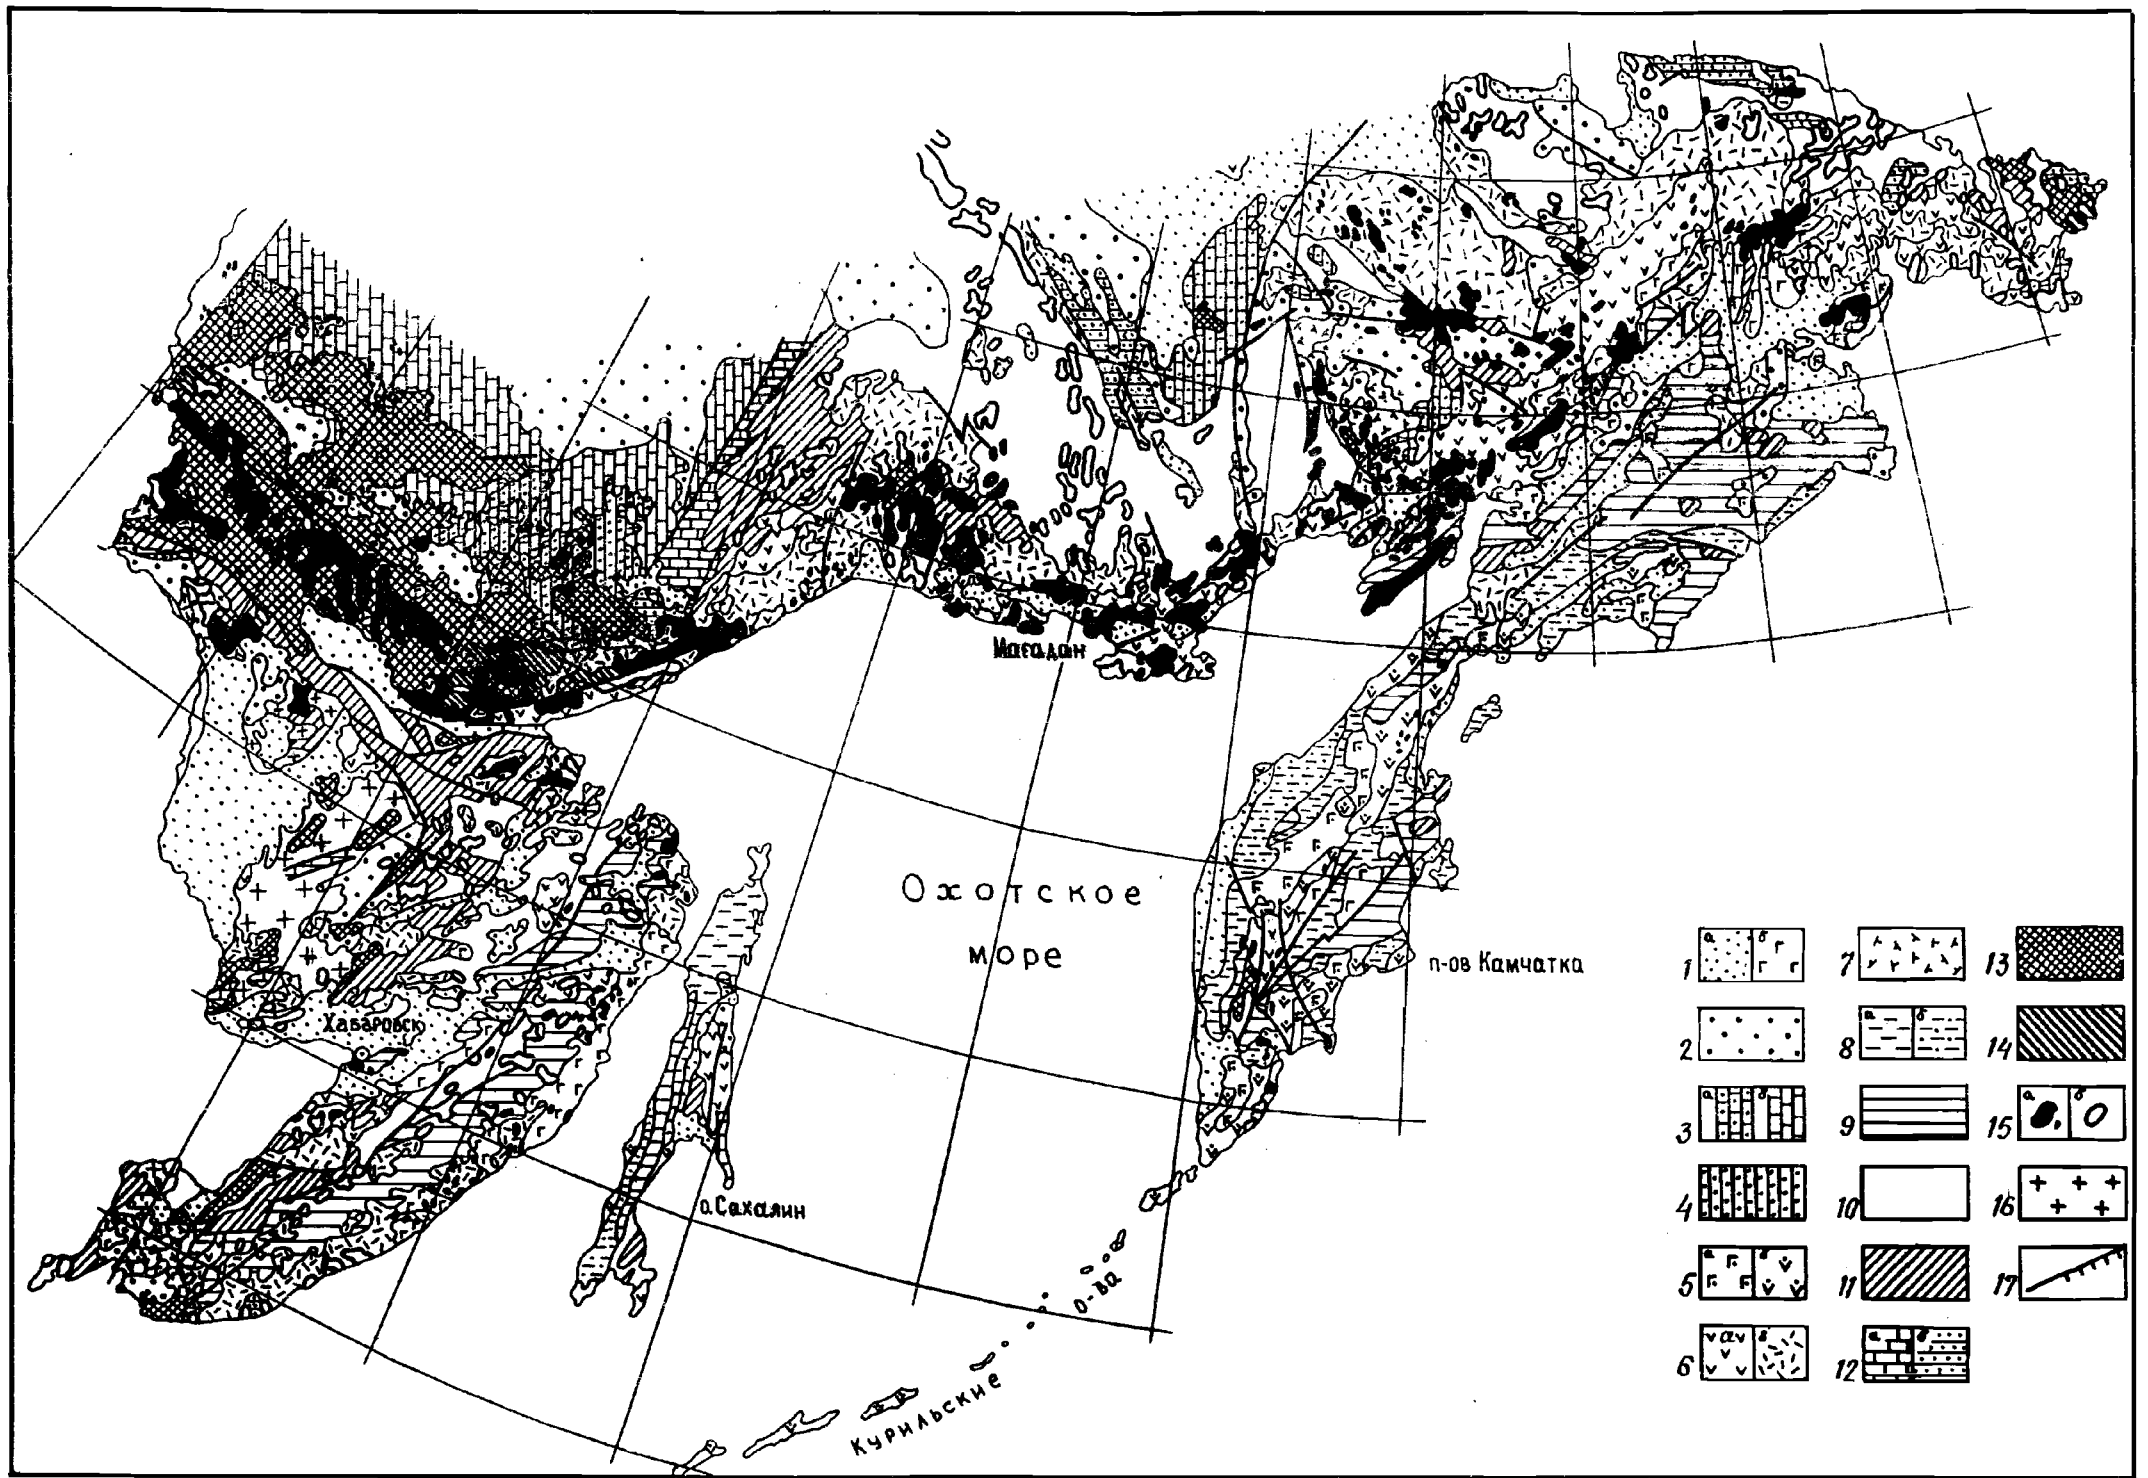 Магадан
Охотское
море
п-ов Камчатка
Хабаровск
о. Сахалин
о-ва
Курильские
а б
1
2
а б
3
4
а б
5
а б
6
7
а б
8
9
10
11
а б
12
13
14
а б
15
16
17